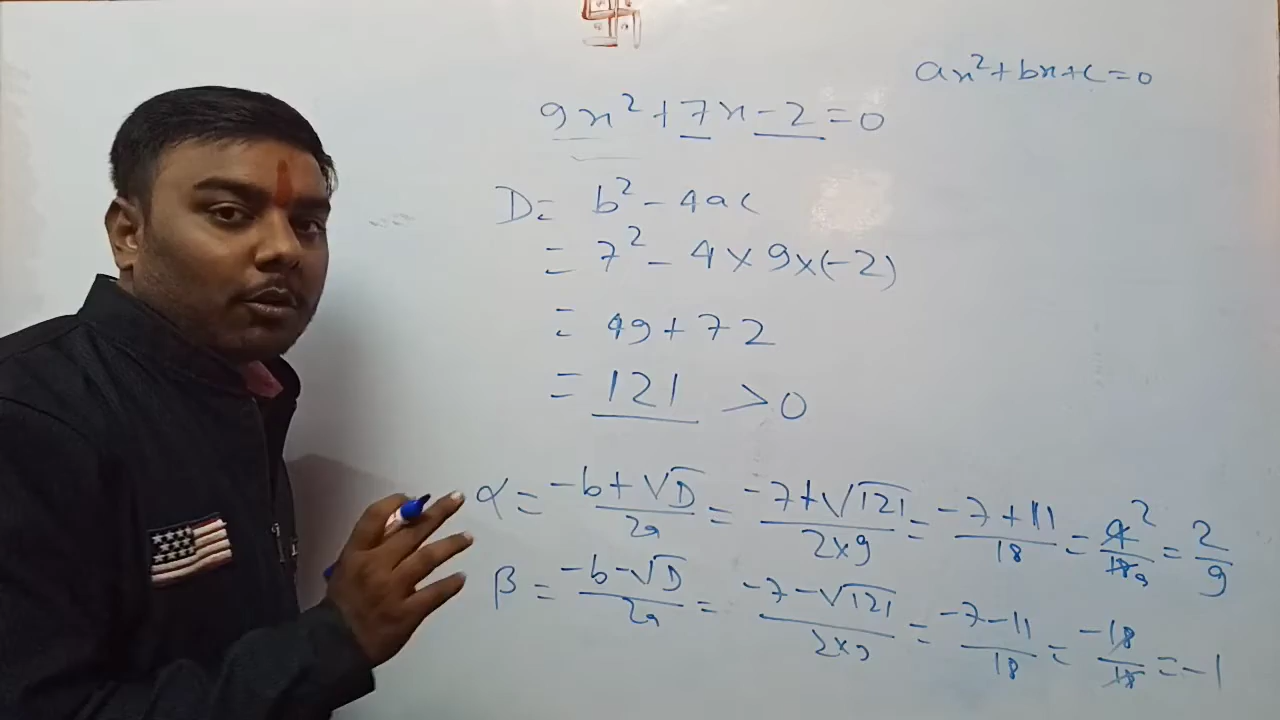 ax²+bx+c=0
9x²+7x-2=0
D= b²-4ac
= 7²-4×9×(-2)
= 49+72
= 121 >0
α= (-b+√D)/2a = (-7+√121)/(2×9) = (-7+11)/18 = 4/18 2/9 = 2/9
β= (-b-√D)/2a = (-7-√121)/(2×9) = (-7-11)/18 = -18/18 = -1